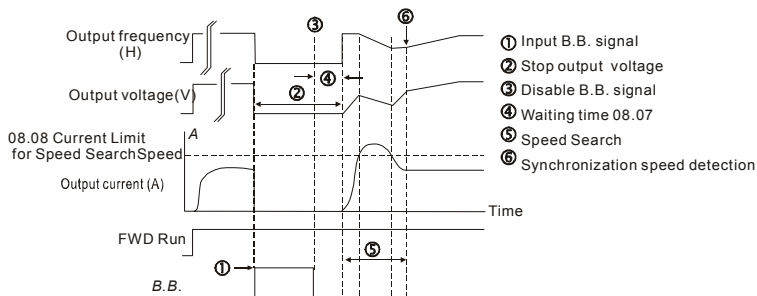 ③
⑥
Output frequency
(H)
① Input B.B. signal
② Stop output voltage
④
Output voltage(V)
②
③ Disable B.B. signal
④ Waiting time 08.07
08.08 Current Limit
for Speed SearchSpeed
A
⑤ Speed Search
⑥ Synchronization speed detection
Output current (A)
Time
FWD Run
⑤
①
B.B.